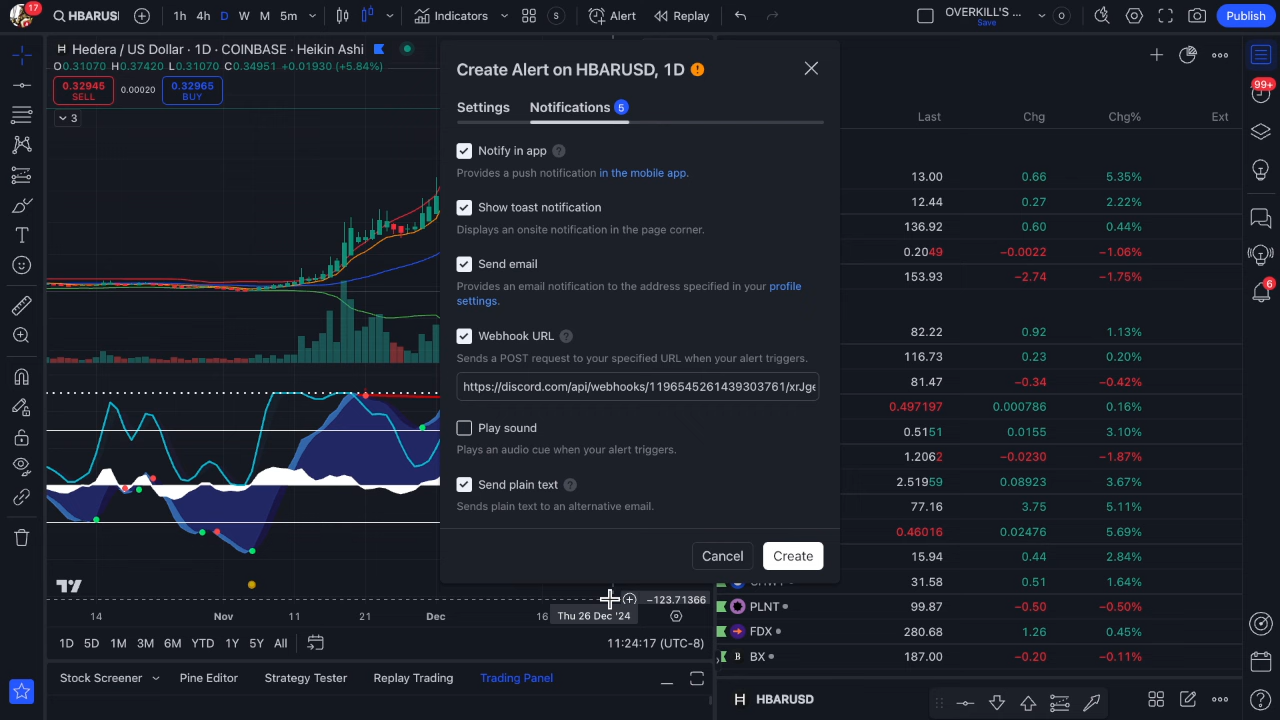 17
HBARUSD
1h 4h D W M 5m
Indicators
S
Alert
Replay
OVERKILL'S ...
Save
O
Publish
Hedera / US Dollar · 1D · COINBASE · Heikin Ashi
O0.31070 H0.37420 L0.31070 C0.34951 +0.01930 (+5.84%)
0.32945
SELL
0.00020
0.32965
BUY
3
Create Alert on HBARUSD, 1D
Settings
Notifications 5
Notify in app
Provides a push notification in the mobile app.
Show toast notification
Displays an onsite notification in the page corner.
Send email
Provides an email notification to the address specified in your profile
settings.
Webhook URL
Sends a POST request to your specified URL when your alert triggers.
https://discord.com/api/webhooks/1196545261439303761/xrJge
Play sound
Plays an audio cue when your alert triggers.
Send plain text
Sends plain text to an alternative email.
Cancel
Create
Last Chg Chg% Ext
13.00 0.66 5.35%
12.44 0.27 2.22%
136.92 0.60 0.44%
0.2049 −0.0022 −1.06%
153.93 −2.74 −1.75%
82.22 0.92 1.13%
116.73 0.23 0.20%
81.47 −0.34 −0.42%
0.497197 0.000786 0.16%
0.5151 0.0155 3.10%
1.2062 −0.0230 −1.87%
2.51959 0.08923 3.67%
77.16 3.75 5.11%
0.46016 0.02476 5.69%
15.94 0.44 2.84%
31.58 0.51 1.64%
PLNT 99.87 −0.50 −0.50%
FDX 280.68 1.26 0.45%
B BX 187.00 −0.20 −0.11%
99+
6
−123.71366
14 Nov 11 21 Dec 16
Thu 26 Dec '24
1D 5D 1M 3M 6M YTD 1Y 5Y All
11:24:17 (UTC-8)
Stock Screener
Pine Editor
Strategy Tester
Replay Trading
Trading Panel
HBARUSD